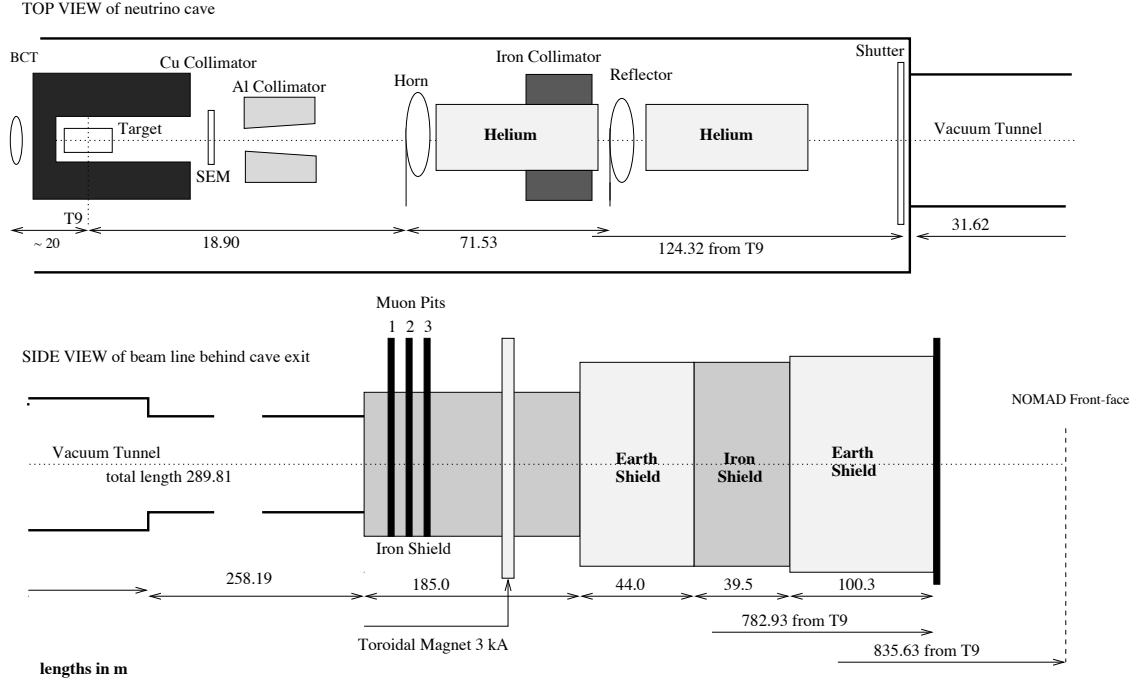 TOP VIEW of neutrino cave
BCT
Cu Collimator
Al Collimator
Horn
Iron Collimator
Reflector
Shutter
Target
Helium
Helium
Vacuum Tunnel
SEM
T9
~ 20
18.90
71.53
124.32 from T9
31.62
Muon Pits
1 2 3
SIDE VIEW of beam line behind cave exit
NOMAD Front-face
Vacuum Tunnel
total length 289.81
Earth
Shield
Iron
Shield
Earth
Shield
Iron Shield
258.19
185.0
44.0
39.5
100.3
782.93 from T9
Toroidal Magnet 3 kA
835.63 from T9
lengths in m